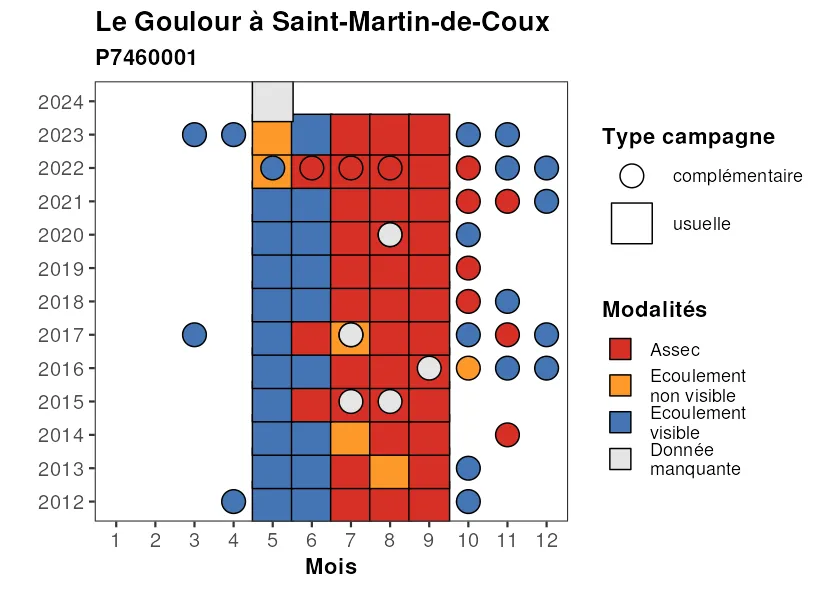 Le Goulour à Saint-Martin-de-Coux
P7460001
2024
2023
2022
2021
2020
2019
2018
2017
2016
2015
2014
2013
2012
1 2 3 4 5 6 7 8 9 10 11 12
Mois
Type campagne
complémentaire
usuelle
Modalités
Assec
Ecoulement
non visible
Ecoulement
visible
Donnée
manquante